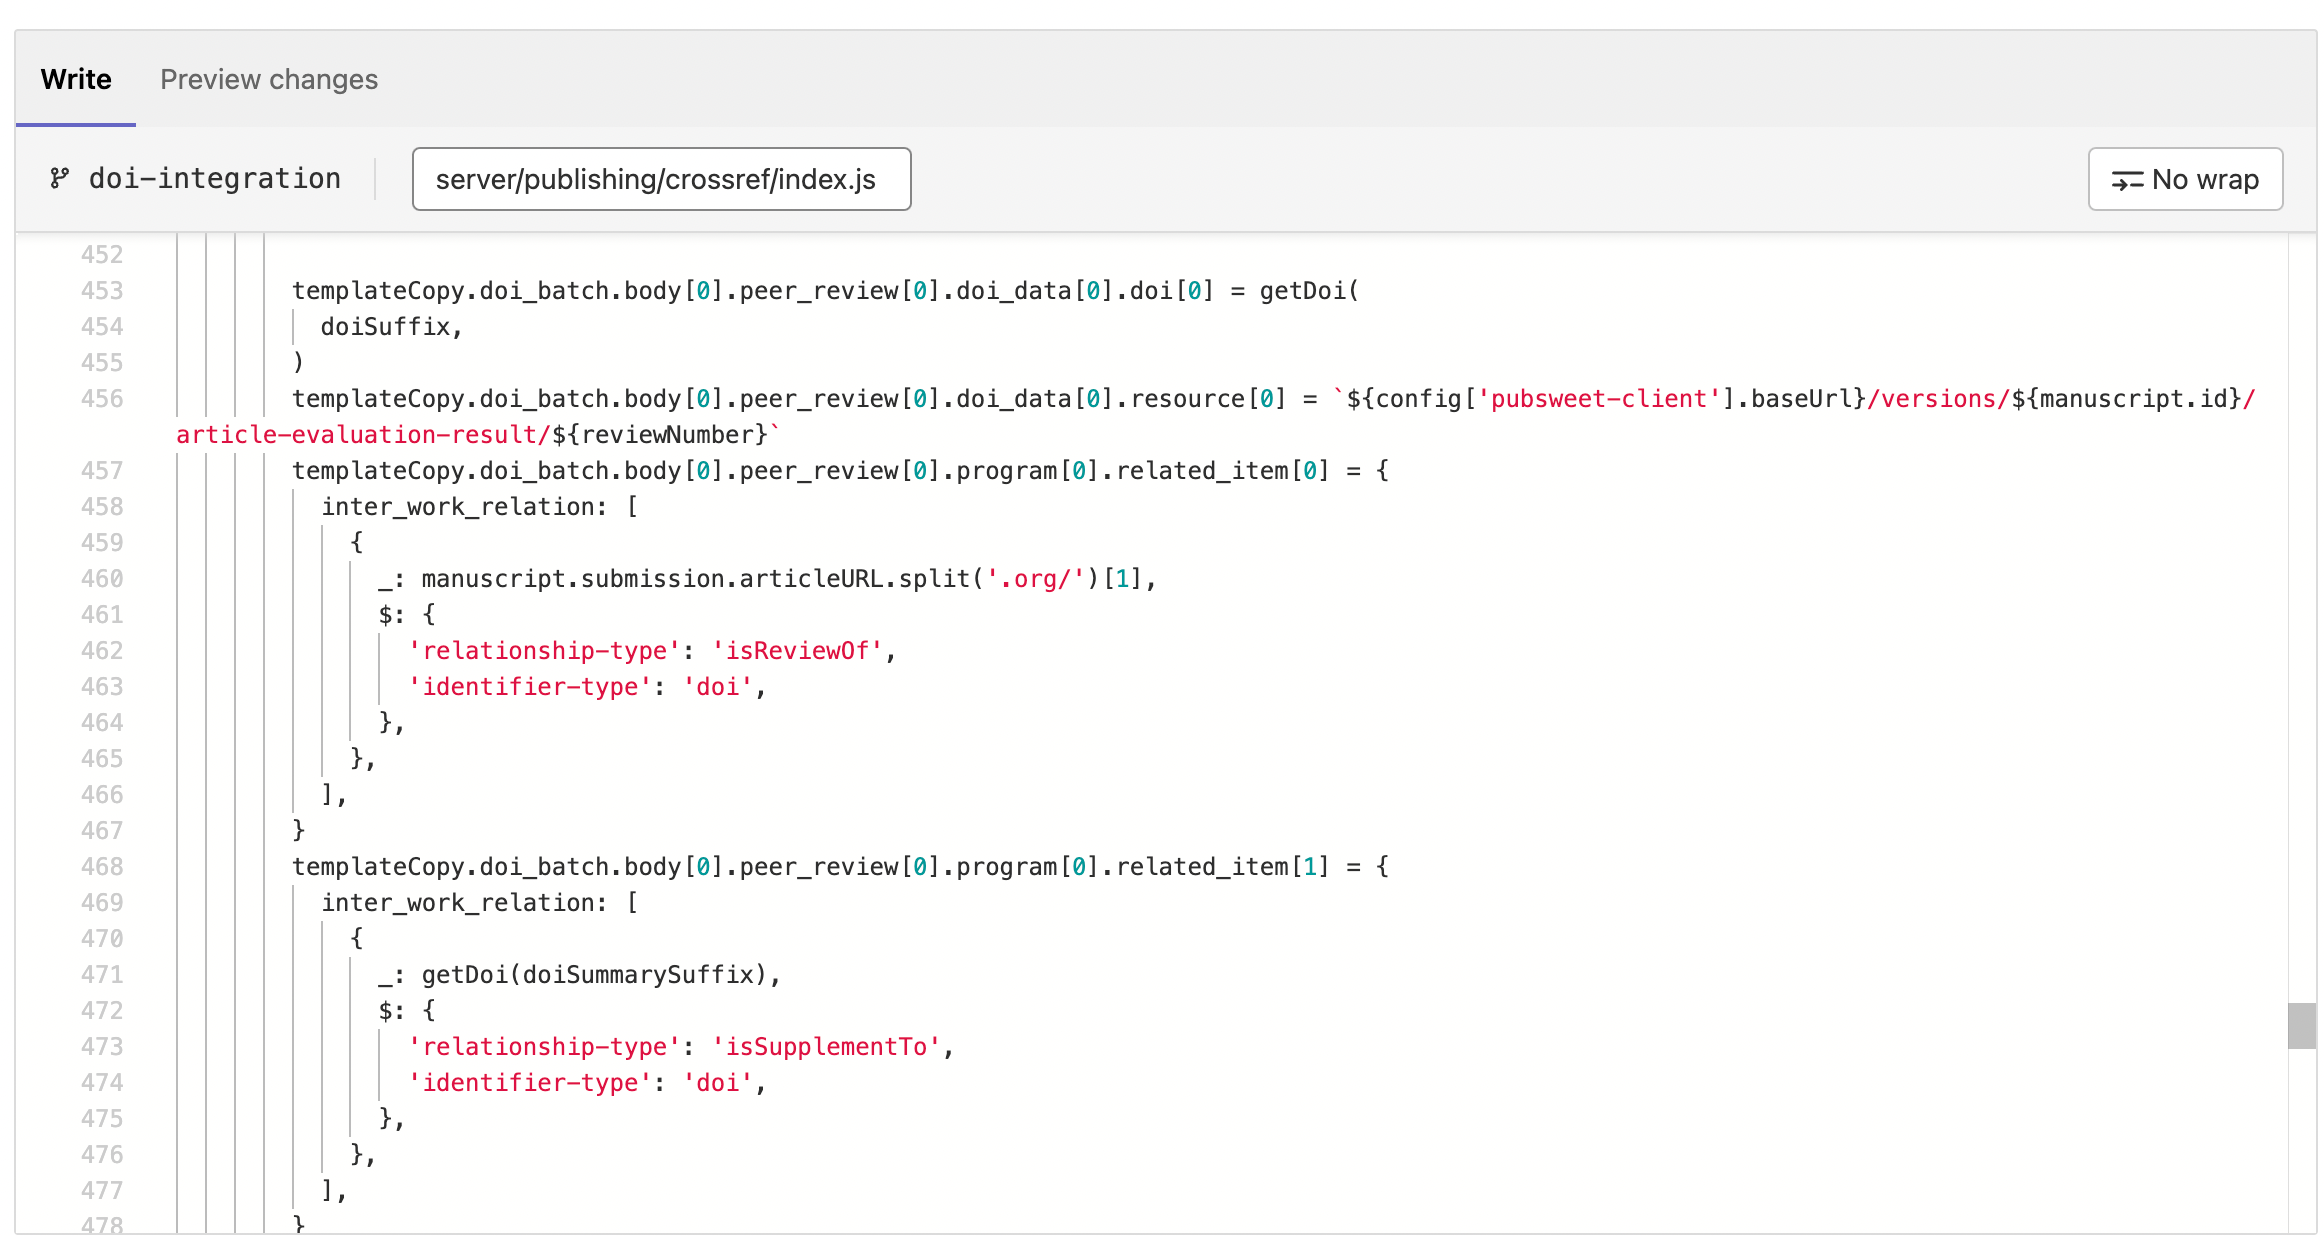 Write Preview changes
doi-integration server/publishing/crossref/index.js No wrap
452
453 templateCopy.doi_batch.body[0].peer_review[0].doi_data[0].doi[0] = getDoi(
454 doiSuffix,
455 )
456 templateCopy.doi_batch.body[0].peer_review[0].doi_data[0].resource[0] = `${config['pubsweet-client'].baseUrl}/versions/${manuscript.id}/
article-evaluation-result/${reviewNumber}`
457 templateCopy.doi_batch.body[0].peer_review[0].program[0].related_item[0] = {
458 inter_work_relation: [
459 {
460 _: manuscript.submission.articleURL.split('.org/')[1],
461 $: {
462 'relationship-type': 'isReviewOf',
463 'identifier-type': 'doi',
464 },
465 },
466 ],
467 }
468 templateCopy.doi_batch.body[0].peer_review[0].program[0].related_item[1] = {
469 inter_work_relation: [
470 {
471 _: getDoi(doiSummarySuffix),
472 $: {
473 'relationship-type': 'isSupplementTo',
474 'identifier-type': 'doi',
475 },
476 },
477 ],
478 }